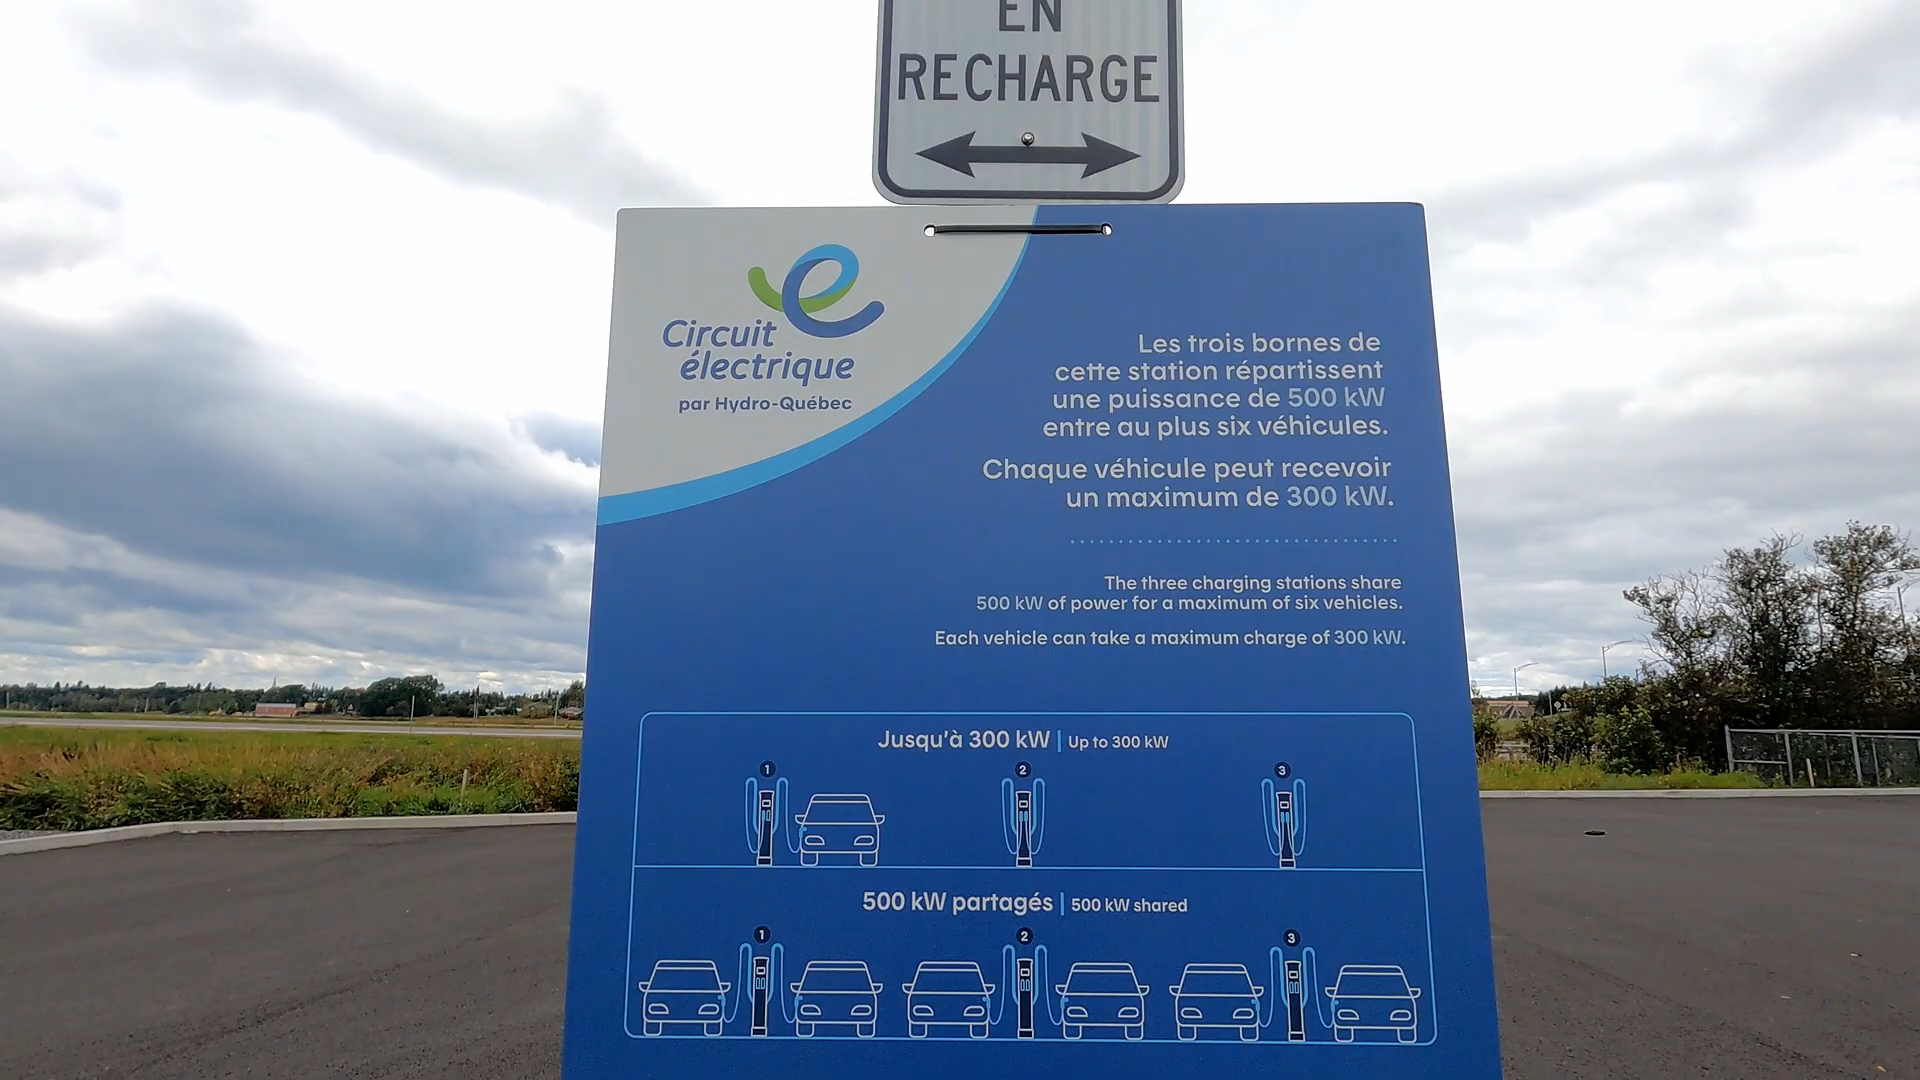 EN
RECHARGE
Circuit
électrique
par Hydro-Québec
Les trois bornes de
cette station répartissent
une puissance de 500 kW
entre au plus six véhicules.
Chaque véhicule peut recevoir
un maximum de 300 kW.
The three charging stations share
500 kW of power for a maximum of six vehicles.
Each vehicle can take a maximum charge of 300 kW.
Jusqu'à 300 kW | Up to 300 kW
1 2 3
500 kW partagés | 500 kW shared
1 2 3